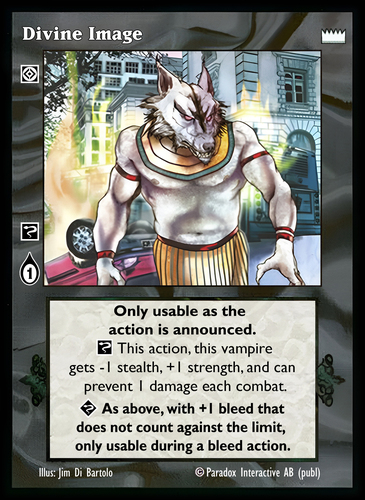 Divine Image
1
Only usable as the
action is announced.
This action, this vampire
gets -1 stealth, +1 strength, and can
prevent 1 damage each combat.
As above, with +1 bleed that
does not count against the limit,
only usable during a bleed action.
Illus: Jim Di Bartolo
© Paradox Interactive AB (publ)